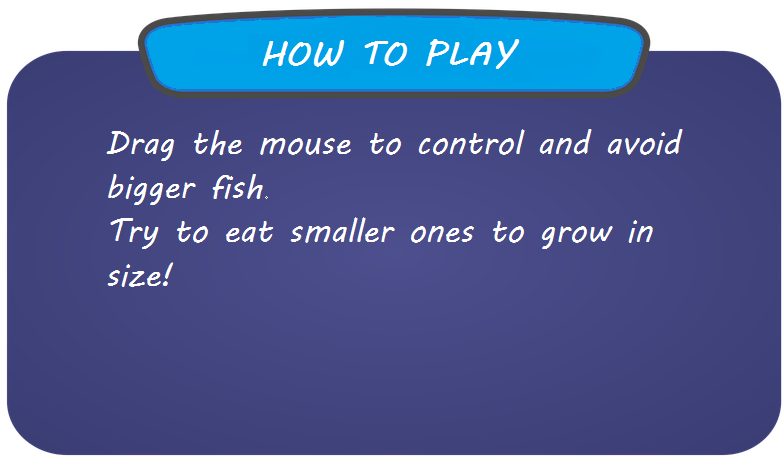 HOW TO PLAY
Drag the mouse to control and avoid
bigger fish.
Try to eat smaller ones to grow in
size!